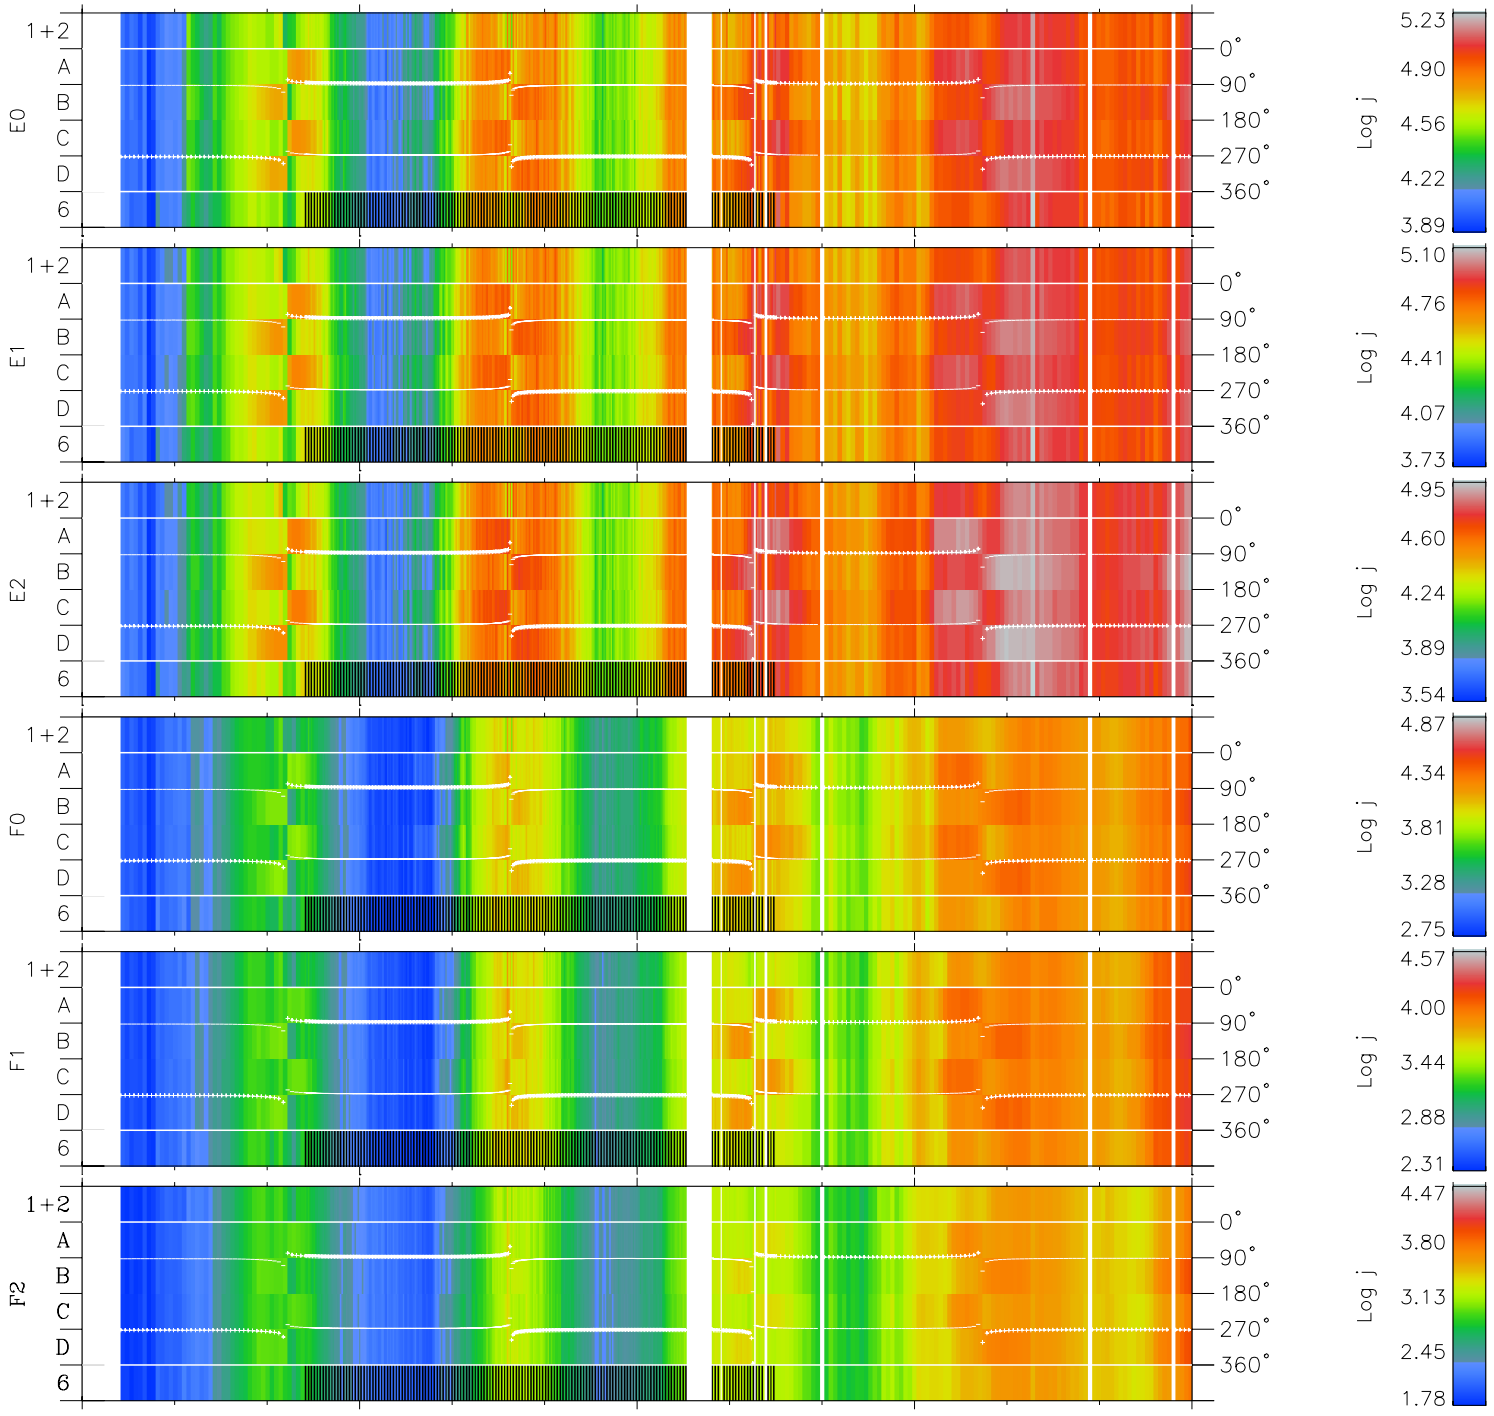 E0
1+2
A
B
C
D
6
0°
90°
180°
270°
360°
Log j
5.23
4.90
4.56
4.22
3.89
E1
1+2
A
B
C
D
6
0°
90°
180°
270°
360°
Log j
5.10
4.76
4.41
4.07
3.73
E2
1+2
A
B
C
D
6
0°
90°
180°
270°
360°
Log j
4.95
4.60
4.24
3.89
3.54
F0
1+2
A
B
C
D
6
0°
90°
180°
270°
360°
Log j
4.87
4.34
3.81
3.28
2.75
F1
1+2
A
B
C
D
6
0°
90°
180°
270°
360°
Log j
4.57
4.00
3.44
2.88
2.31
F2
1+2
A
B
C
D
6
0°
90°
180°
270°
360°
Log j
4.47
3.80
3.13
2.45
1.78